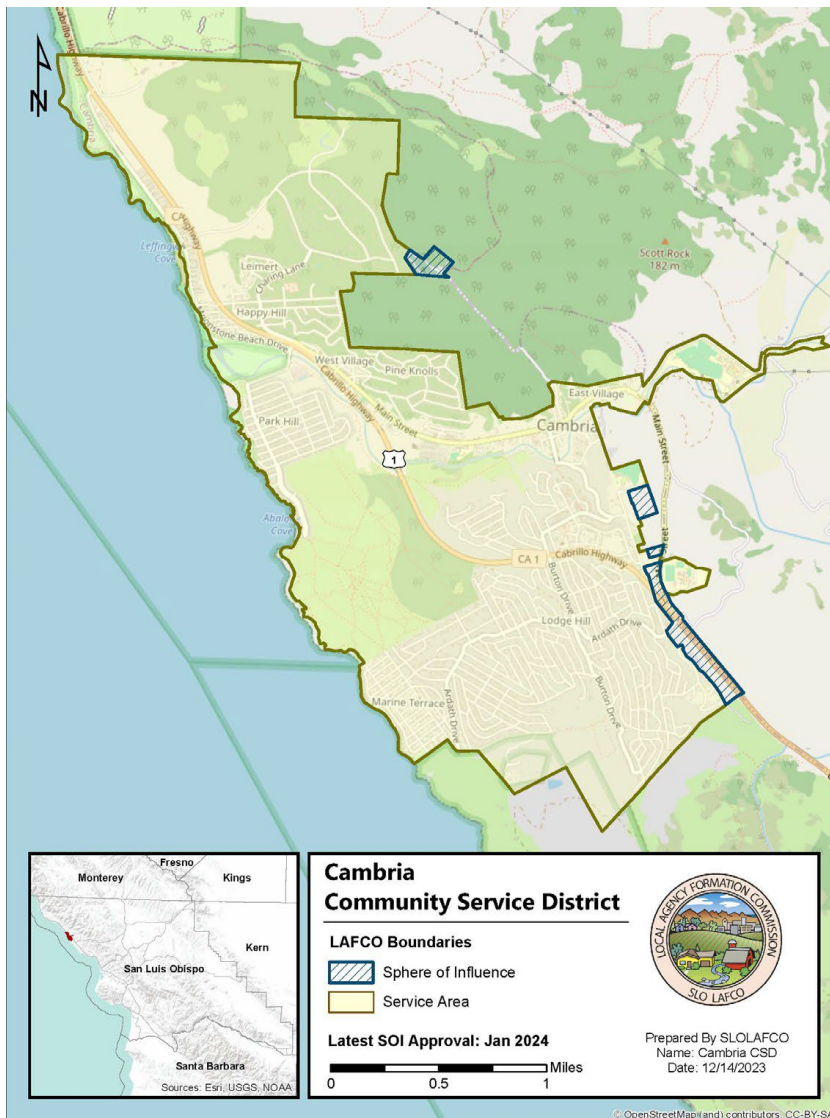 Cabrillo Highway
N
Cambria
CA
Highway
Leffingwell
Cove
Leimert
Charing Lane
Happy Hill
Moonstone Beach Drive
Scott Rock
182 m
West Village
Pine Knolls
Cabrillo Highway
Main Street
East Village
Cambria
Park Hill
Main Street
1
Street
CA 1
Cabrillo Highway
Burton Drive
Lodge Hill
Ardath Drive
Marine Terrace
Ardath Drive
Burton Drive
Monterey
Fresno
Kings
Kern
San Luis Obispo
Santa Barbara
Sources: Esri, USGS, NOAA
Cambria
Community Service District
LAFCO Boundaries
Sphere of Influence
Service Area
Latest SOI Approval: Jan 2024
Miles
0 0.5 1
LOCAL AGENCY FORMATION COMMISSION
SLO LAFCO
Prepared By SLOLAFCO
Name: Cambria CSD
Date: 12/14/2023
© OpenStreetMap (and) contributors, CC-BY-SA